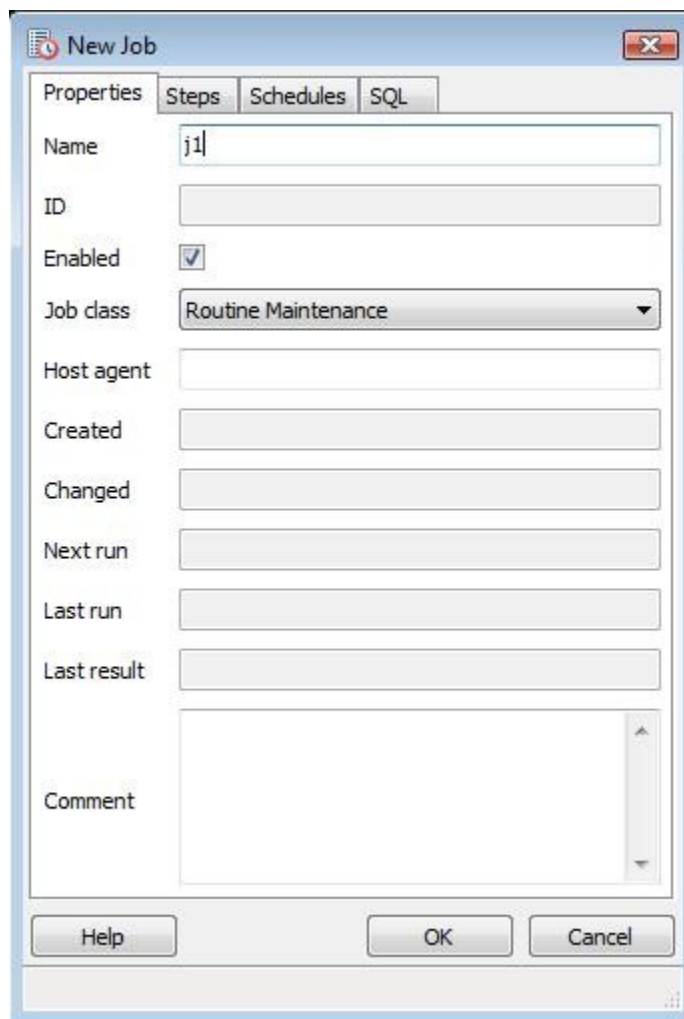 New Job
Properties Steps Schedules SQL
Name j1
ID
Enabled
Job class Routine Maintenance
Host agent
Created
Changed
Next run
Last run
Last result
Comment
Help OK Cancel